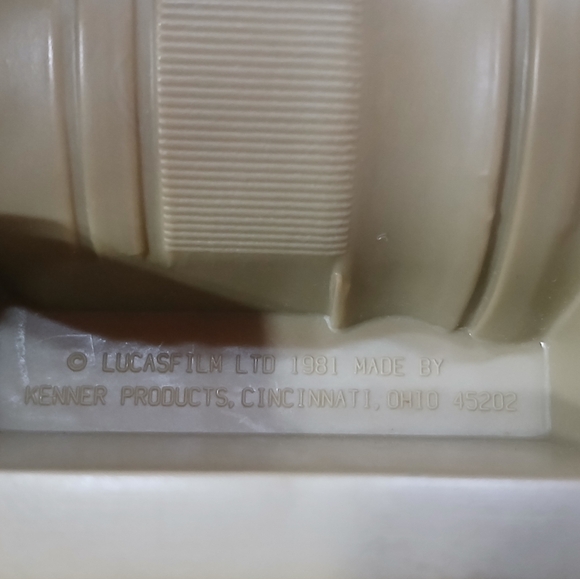 © LUCASFILM LTD 1981 MADE BY
KENNER PRODUCTS, CINCINNATI, OHIO 45202